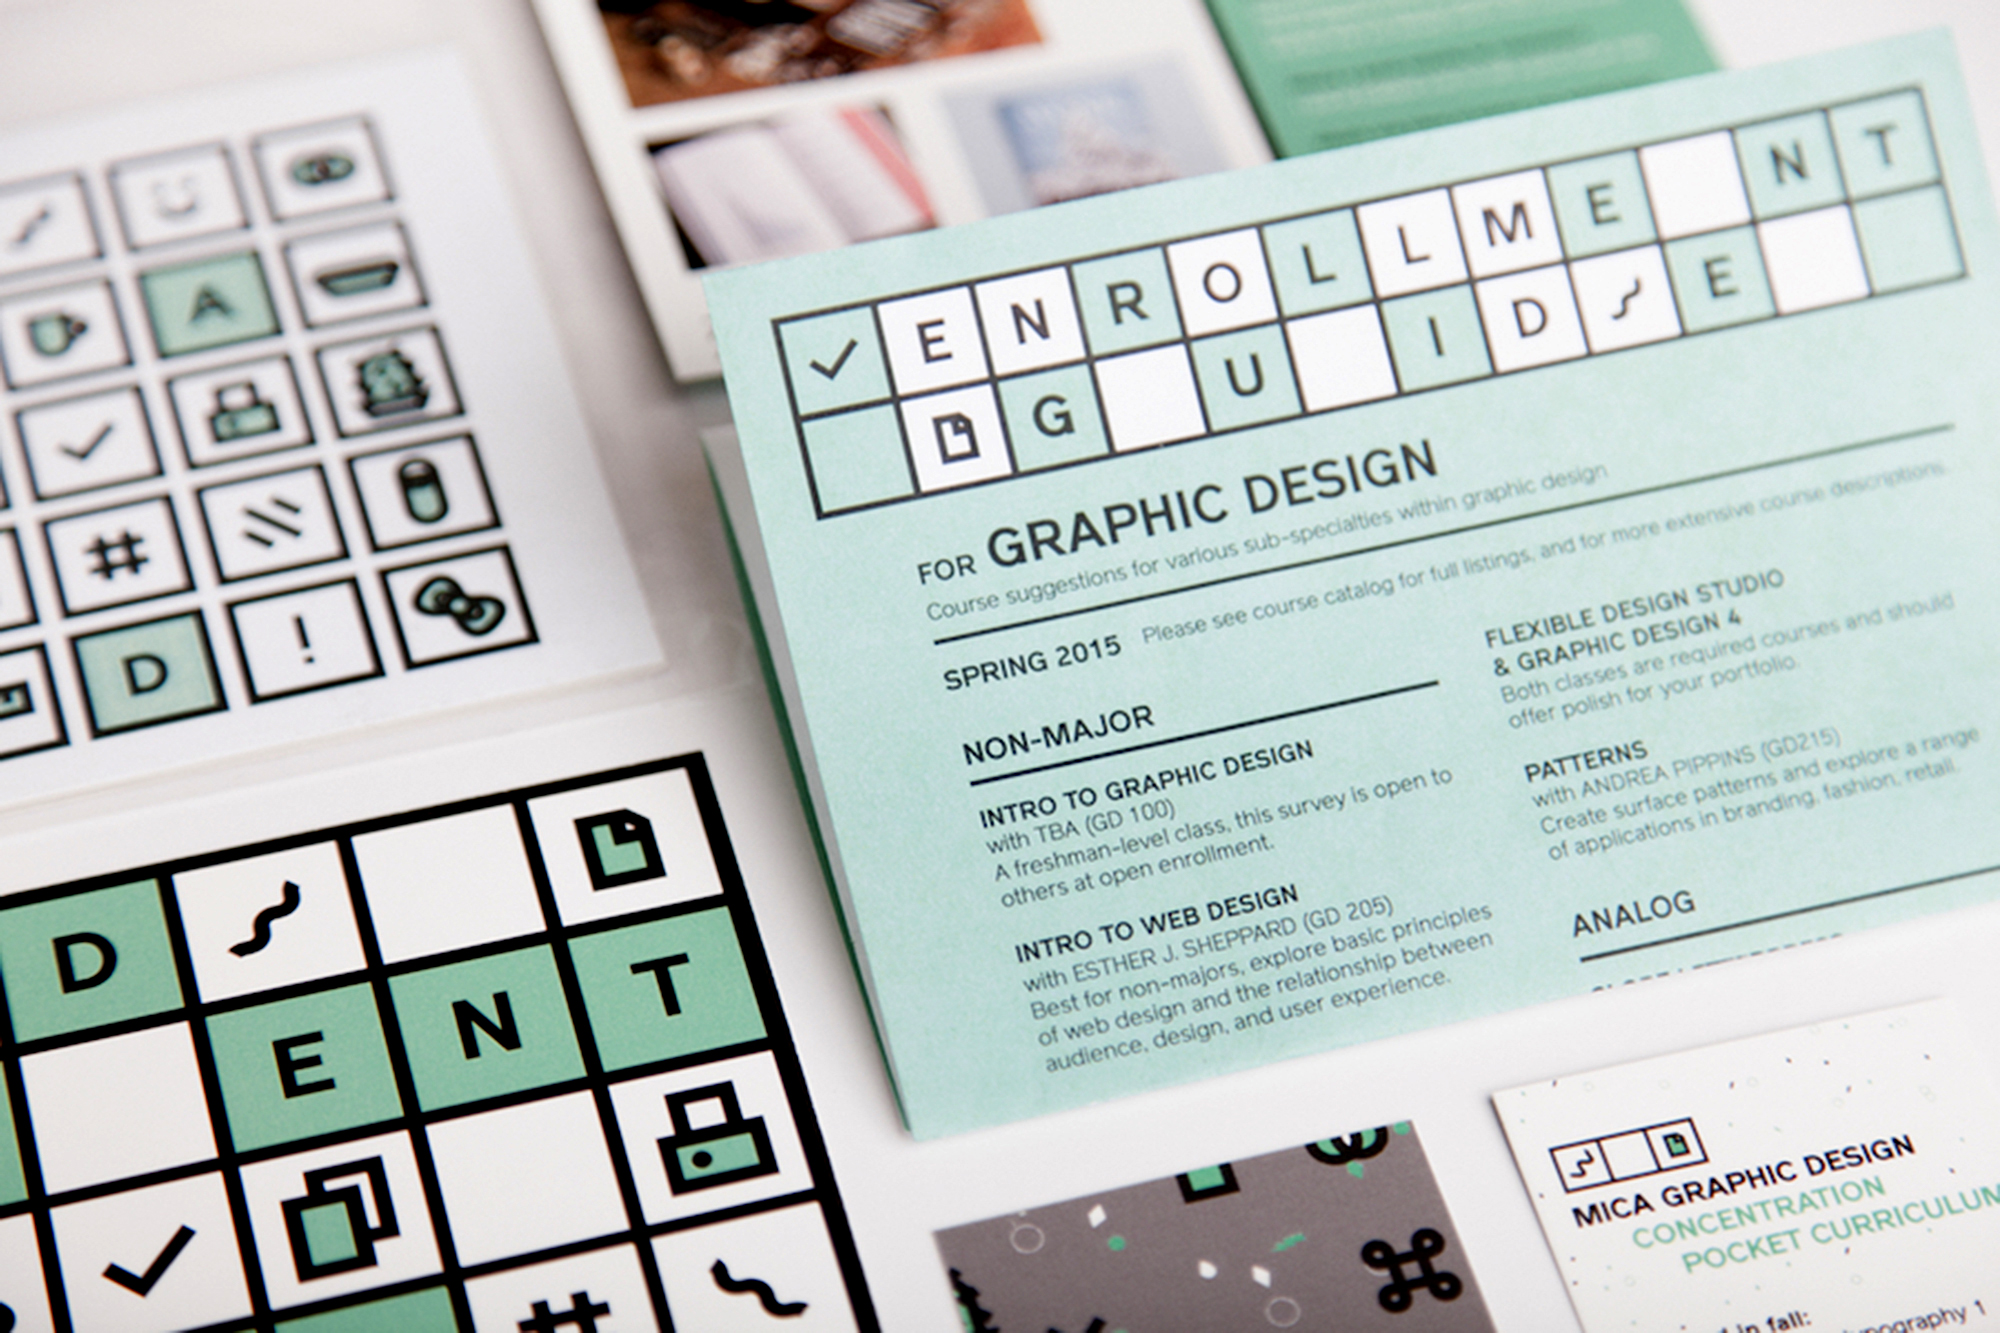 A
D
D
E N T
ENROLLMENT
GUIDE
FOR GRAPHIC DESIGN
Course suggestions for various sub-specialties within graphic design
SPRING 2015 Please see course catalog for full listings, and for more extensive course descriptions.
NON-MAJOR
INTRO TO GRAPHIC DESIGN
with TBA (GD 100)
A freshman-level class, this survey is open to
others at open enrollment.
INTRO TO WEB DESIGN
with ESTHER J. SHEPPARD (GD 205)
Best for non-majors, explore basic principles
of web design and the relationship between
audience, design, and user experience.
FLEXIBLE DESIGN STUDIO
& GRAPHIC DESIGN 4
Both classes are required courses and should
offer polish for your portfolio.
PATTERNS
with ANDREA PIPPINS (GD215)
Create surface patterns and explore a range
of applications in branding, fashion, retail.
ANALOG
MICA GRAPHIC DESIGN
CONCENTRATION
POCKET CURRICULUM
in fall: